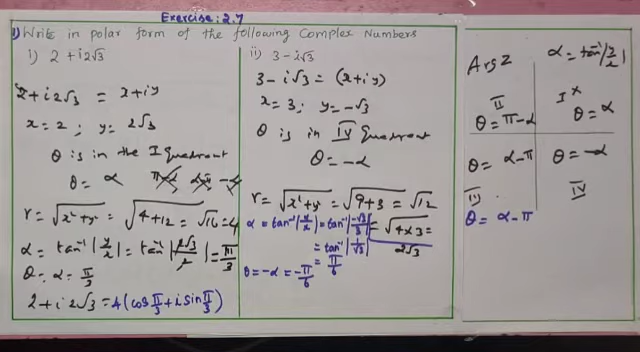 Exercise: 2.7
1) Write in polar form of the following Complex Numbers
i) 2 + i2√3
2 + i2√3 = x + iy
x = 2 ; y = 2√3
θ is in the I Quadrant
θ = α
r = √x²+y² = √4+12 = √16 = 4
α = tan⁻¹|y/x| = tan⁻¹|2√3/2| = π/3
θ = α = π/3
2 + i2√3 = 4(cos π/3 + i sin π/3)
ii) 3 - i√3
3 - i√3 = (x + iy)
x = 3 ; y = -√3
θ is in IV Quadrant
θ = -α
r = √x²+y² = √9+3 = √12
= √4×3 =
2√3
α = tan⁻¹|y/x| = tan⁻¹|-√3/3|
= tan⁻¹|1/√3|
= π/6
θ = -α = -π/6
Arg Z
α = tan⁻¹|y/x|
II
θ = π-α
I
θ = α
θ = α-π
θ = -α
IV
θ = α-π